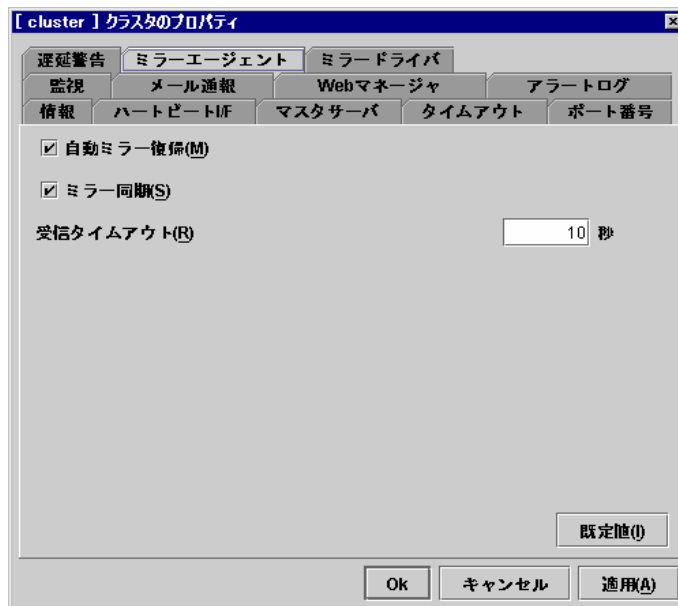 [ cluster ] クラスタのプロパティ
遅延警告 ミラーエージェント ミラードライバ
監視 メール通報 Webマネージャ アラートログ
情報 ハートビートI/F マスタサーバ タイムアウト ポート番号
自動ミラー復帰(M)
ミラー同期(S)
受信タイムアウト(R) 10 秒
既定値(I)
Ok キャンセル 適用(A)